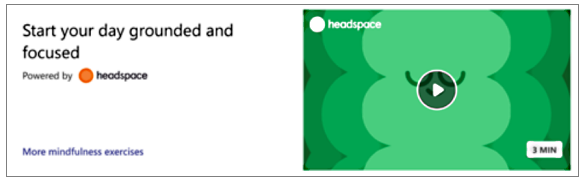 Start your day grounded and
focused
Powered by headspace
More mindfulness exercises
headspace
3 MIN